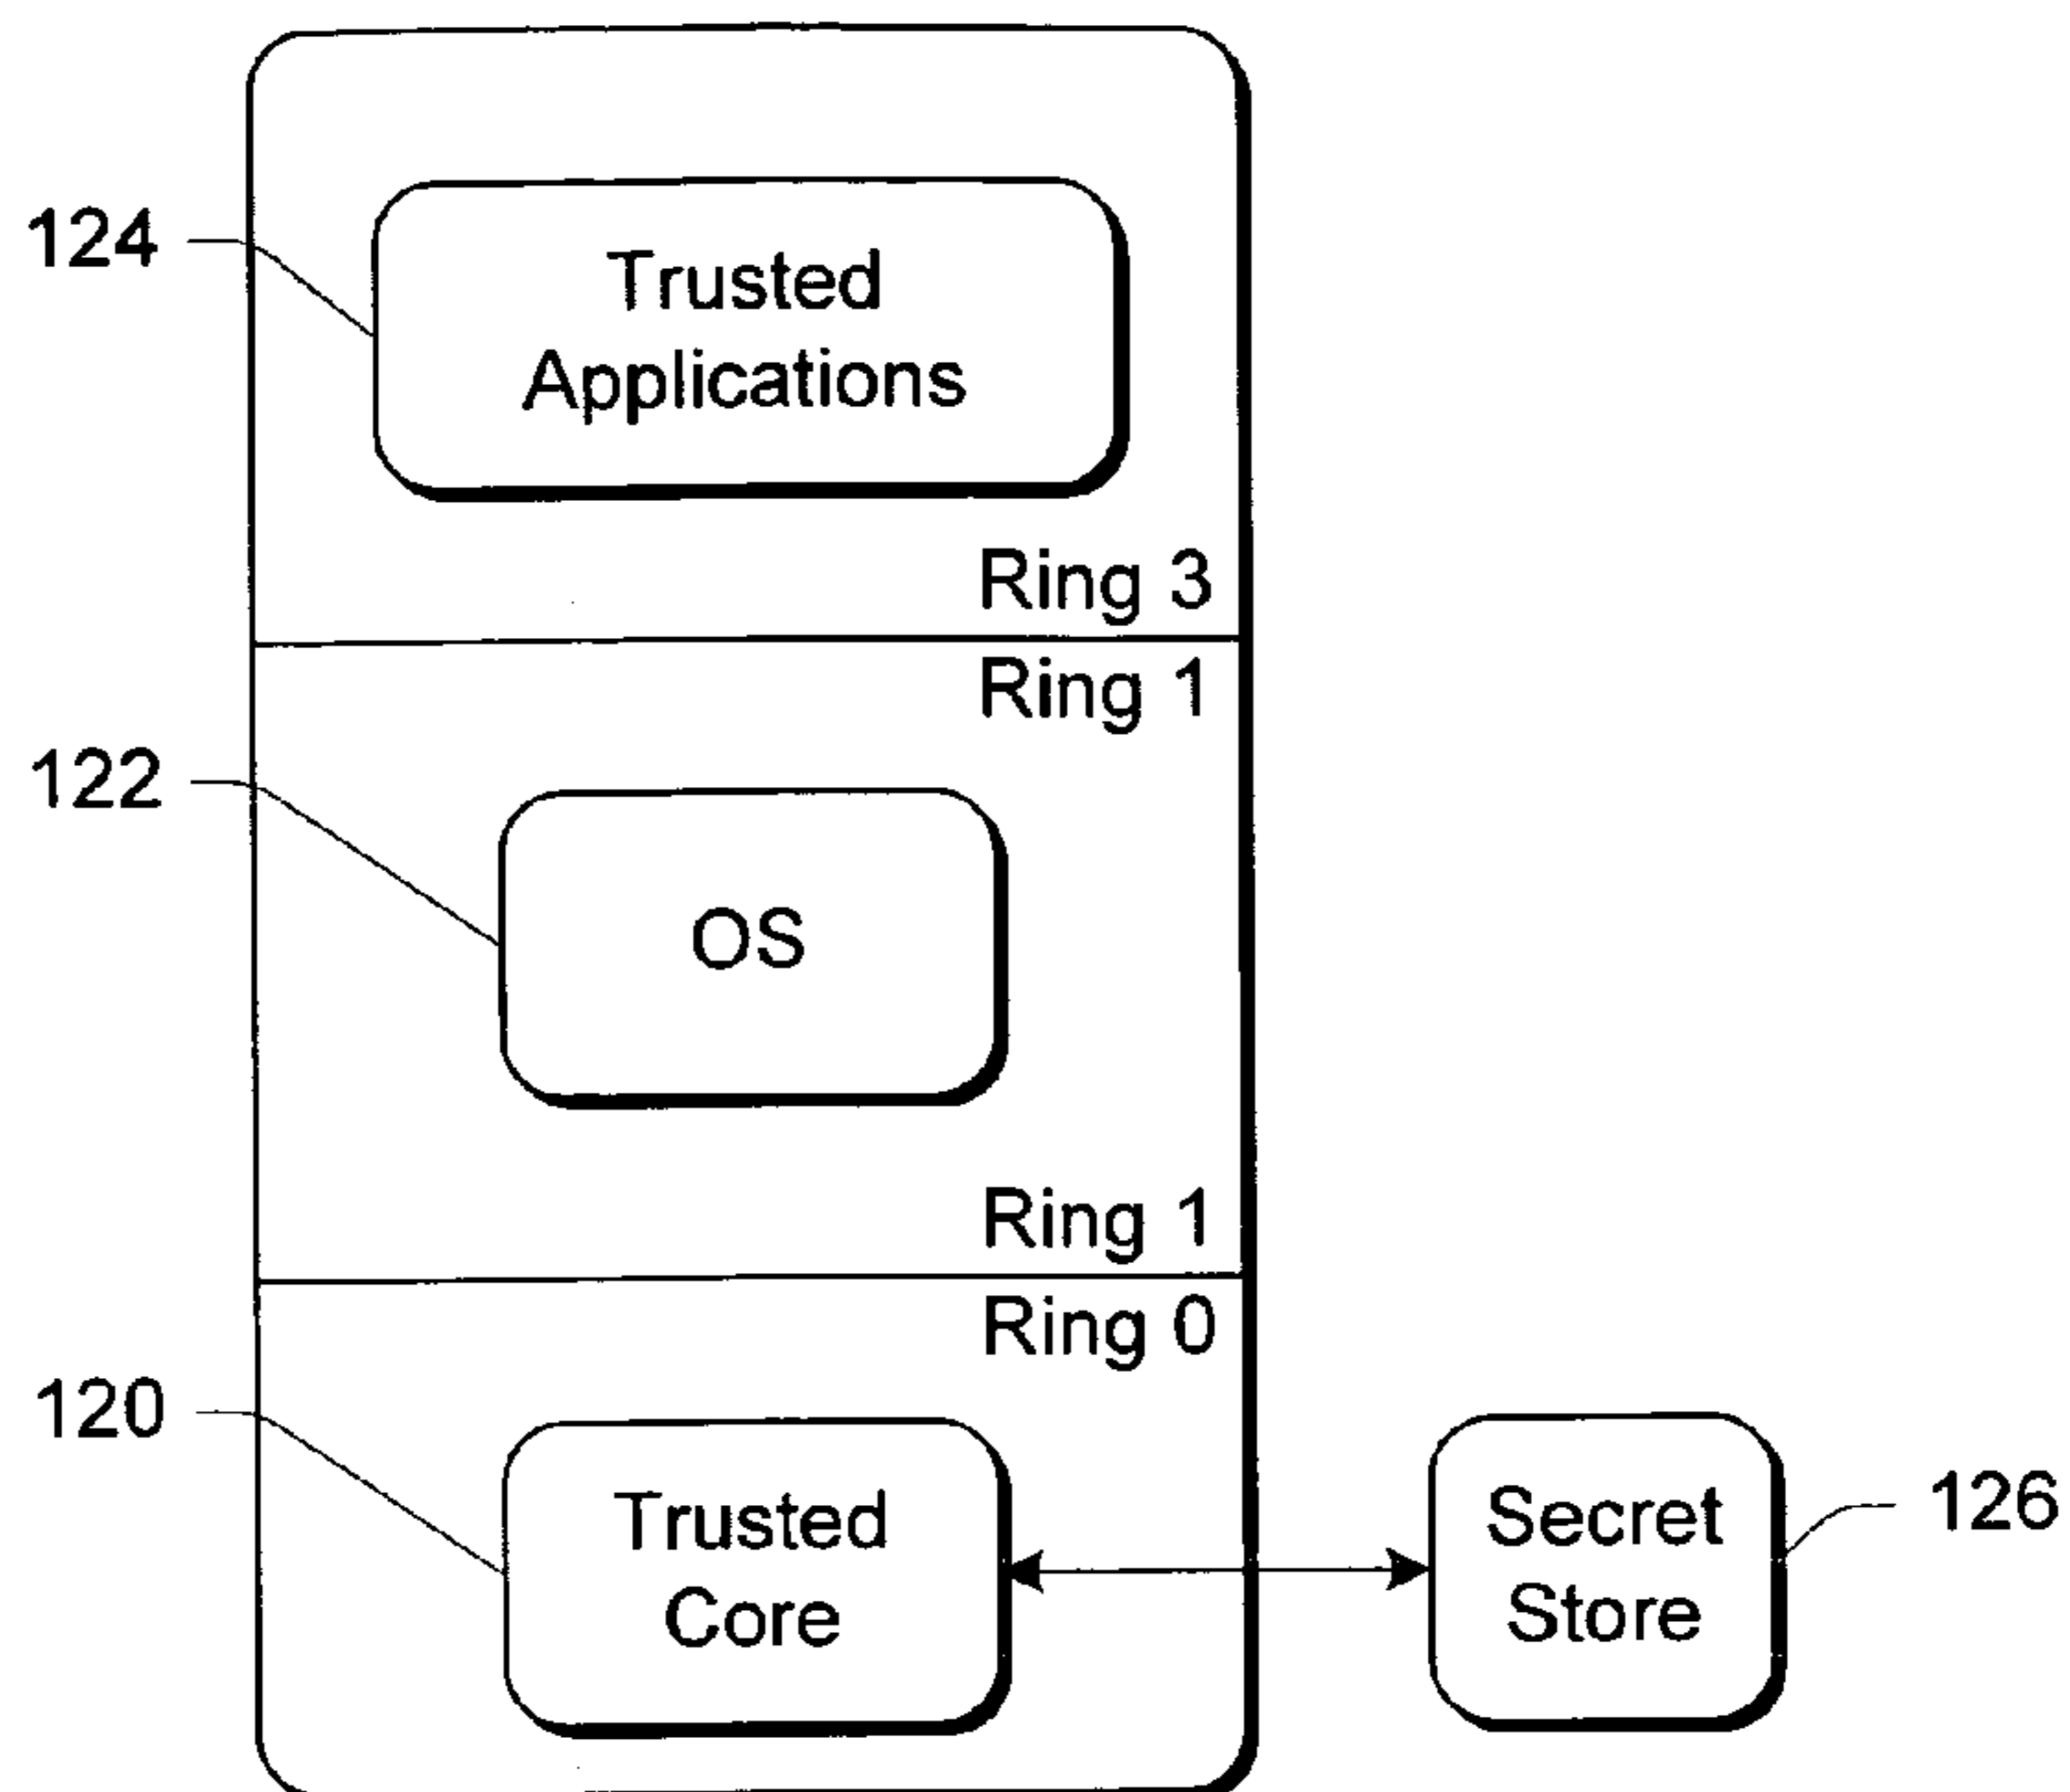 124
Trusted
Applications
Ring 3
Ring 1
122
OS
Ring 1
Ring 0
120
Trusted
Core
Secret
Store
126